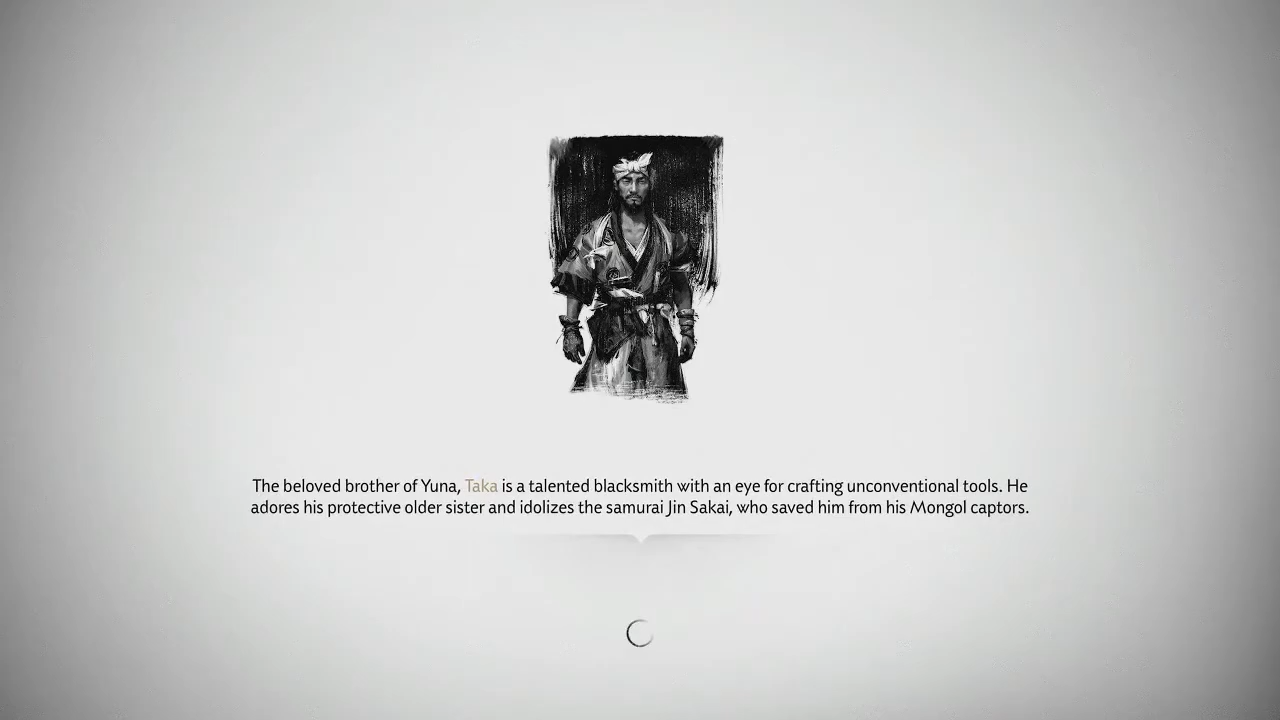 The beloved brother of Yuna, Taka is a talented blacksmith with an eye for crafting unconventional tools. He
adores his protective older sister and idolizes the samurai Jin Sakai, who saved him from his Mongol captors.